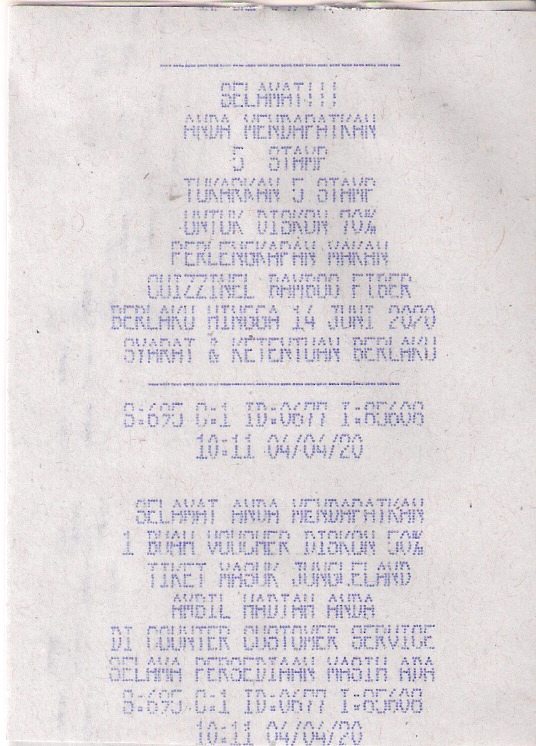 SELAMAT!!!
ANDA MENDAPATKAN
5 STAMP
TUKARKAN 5 STAMP
UNTUK DISKON 70%
PERLENGKAPAN MAKAN
QUIZZINEL BAMBOO FIBER
BERLAKU HINGGA 14 JUNI 2020
SYARAT & KETENTUAN BERLAKU
S:695 C:1 ID:0677 I:85608
10:11 04/04/20
SELAMAT ANDA MENDAPATKAN
1 BUAH VOUCHER DISKON 50%
TIKET MASUK JUNGLELAND
AMBIL HADIAH ANDA
DI COUNTER CUSTOMER SERVICE
SELAMA PERSEDIAAN MASIH ADA
S:695 C:1 ID:0677 I:85608
10:11 04/04/20